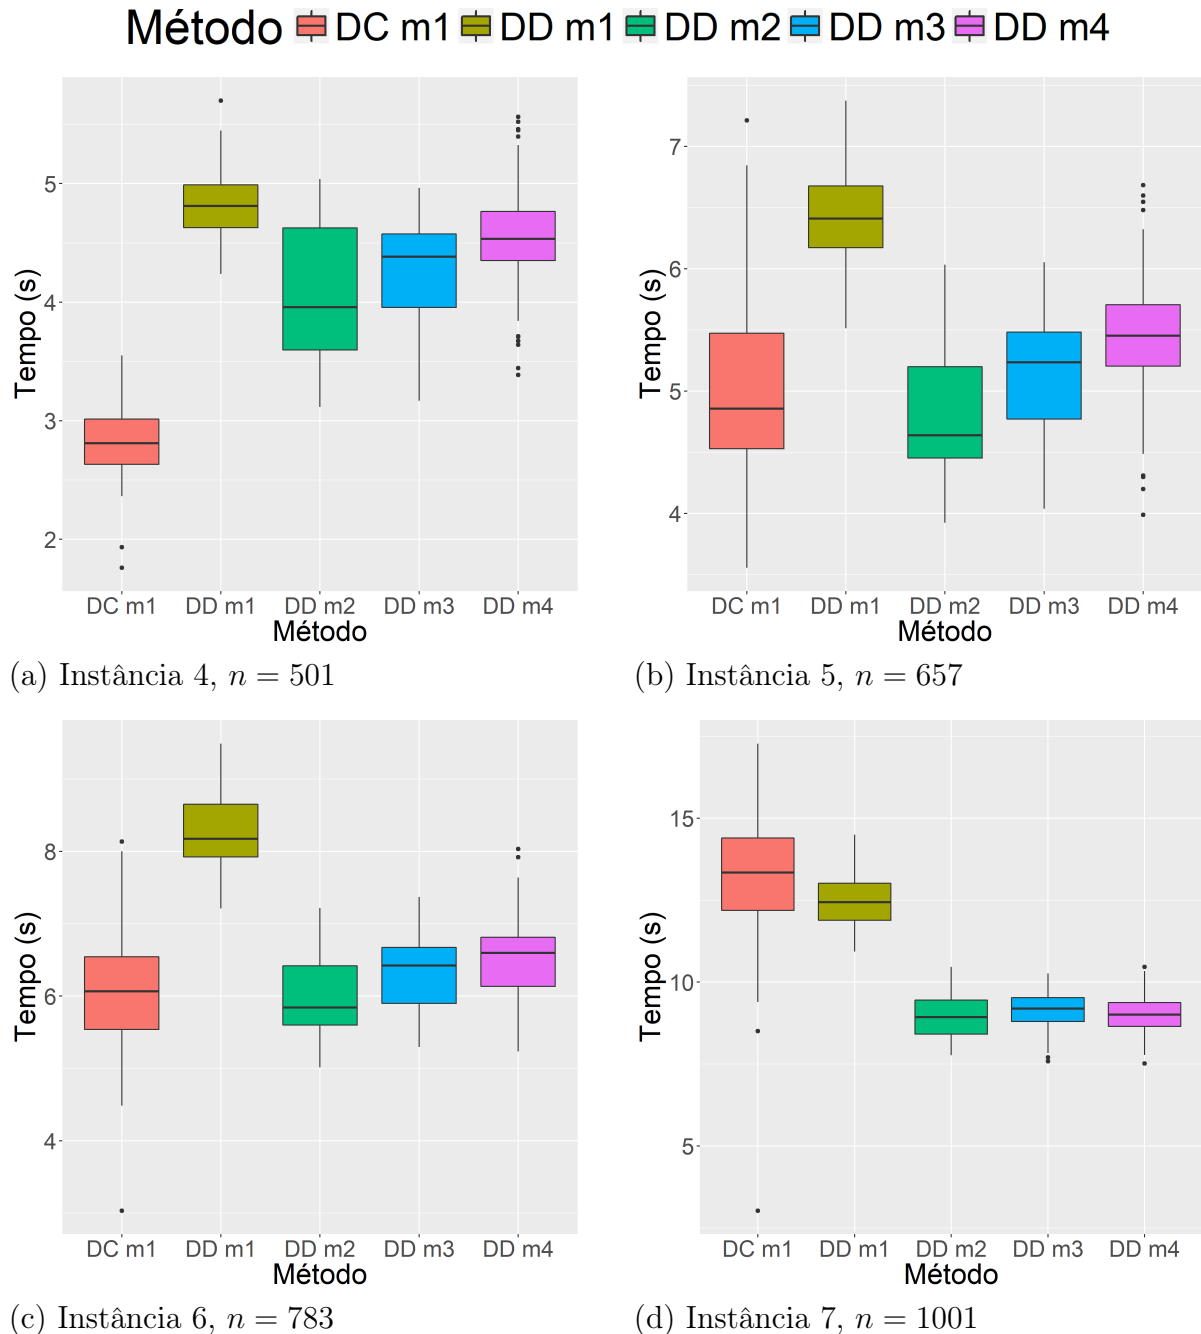 Método DC m1 DD m1 DD m2 DD m3 DD m4
5
4
3
2
Tempo (s)
DC m1 DD m1 DD m2 DD m3 DD m4
Método
(a) Instância 4, n = 501
7
6
5
4
Tempo (s)
DC m1 DD m1 DD m2 DD m3 DD m4
Método
(b) Instância 5, n = 657
8
6
4
Tempo (s)
DC m1 DD m1 DD m2 DD m3 DD m4
Método
(c) Instância 6, n = 783
15
10
5
Tempo (s)
DC m1 DD m1 DD m2 DD m3 DD m4
Método
(d) Instância 7, n = 1001